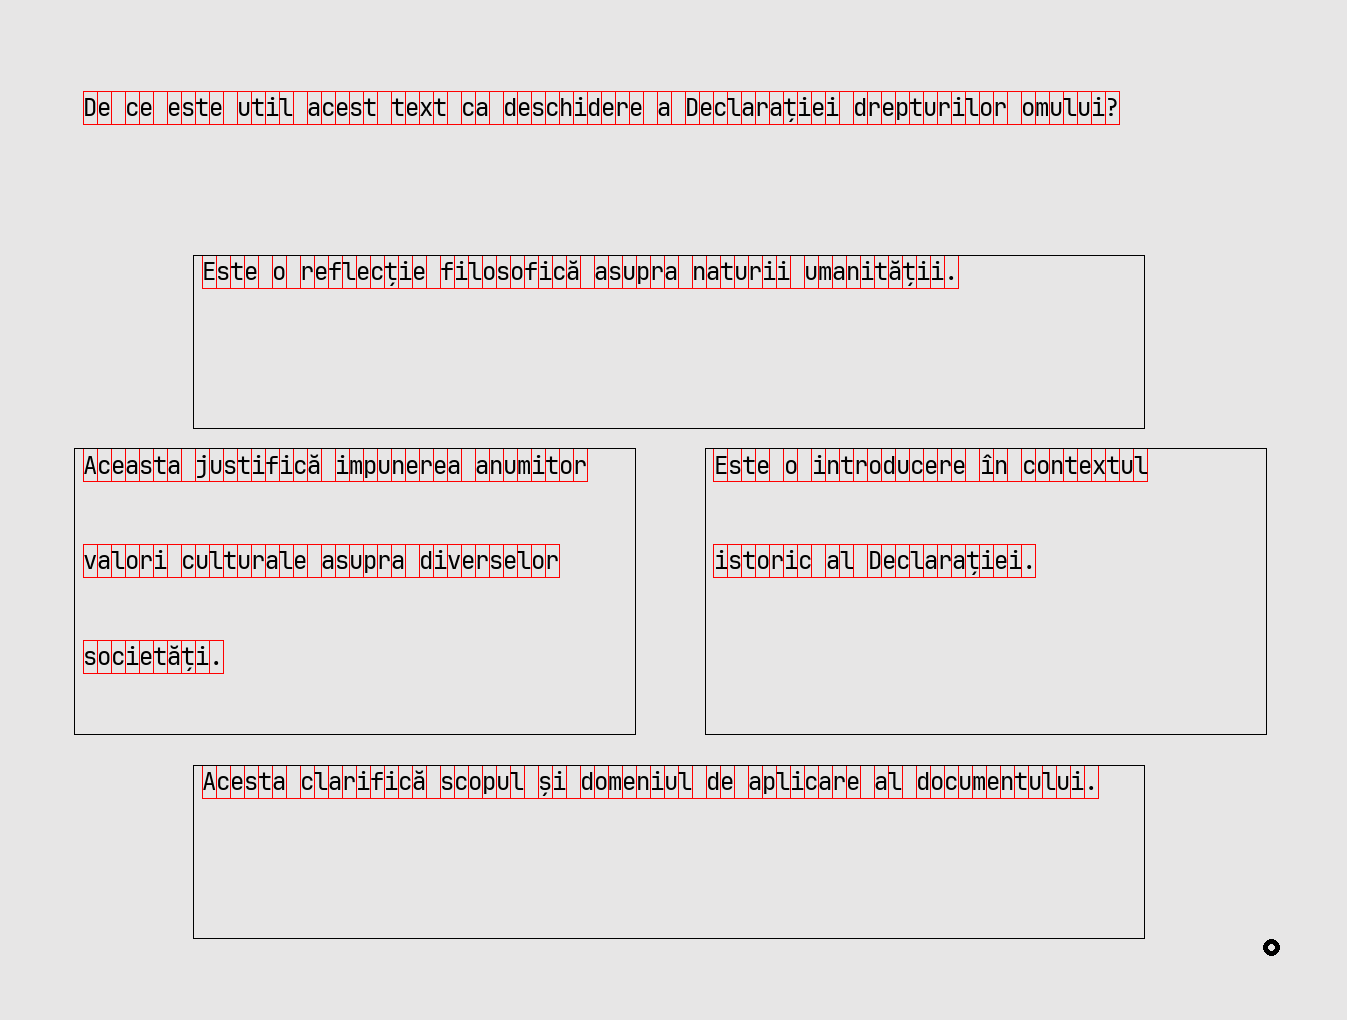 De ce este util acest text ca deschidere a Declarației drepturilor omului?
Este o reflecție filosofică asupra naturii umanității.
Aceasta justifică impunerea anumitor
valori culturale asupra diverselor
societăți.
Este o introducere în contextul
istoric al Declarației.
Acesta clarifică scopul și domeniul de aplicare al documentului.